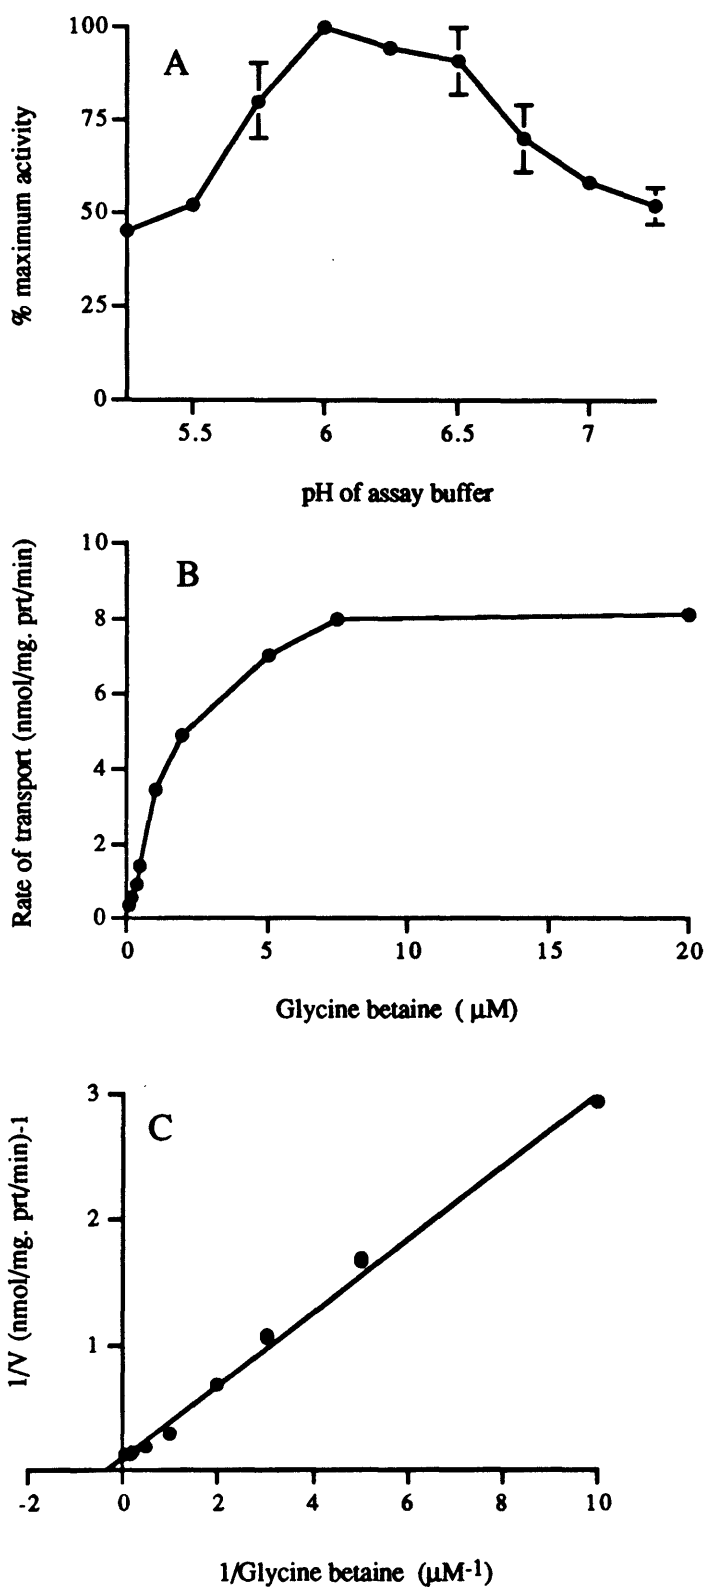 100
A
75
50
25
0
% maximum activity
5.5 6 6.5 7
pH of assay buffer
10
B
8
6
4
2
0
Rate of transport (nmol/mg. prt/min)
0 5 10 15 20
Glycine betaine ( µM)
3
C
2
1
1/V (nmol/mg. prt/min)-1
-2 0 2 4 6 8 10
1/Glycine betaine (µM-1)